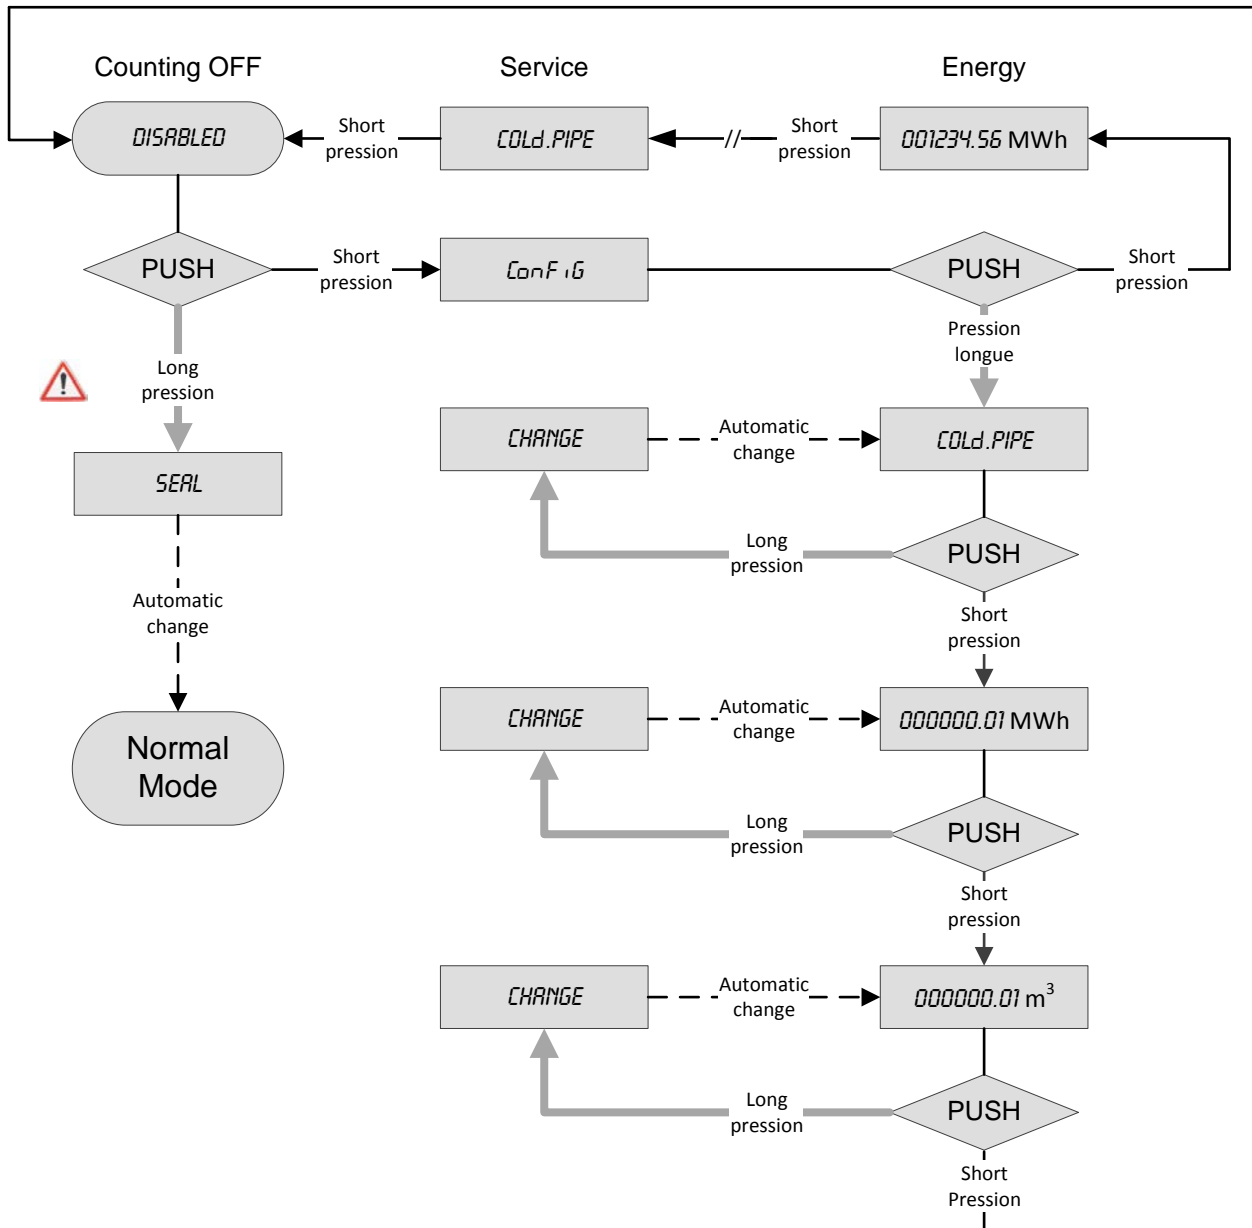 Counting OFF
Service
Energy
DISABLED
Short
pression
COLd.PIPE
//
Short
pression
001234.56 MWh
PUSH
Short
pression
ConFiG
PUSH
Short
pression
Long
pression
Pression
longue
SEAL
CHANGE
Automatic
change
COLd.PIPE
Long
pression
PUSH
Automatic
change
Short
pression
Normal
Mode
CHANGE
Automatic
change
000000.01 MWh
Long
pression
PUSH
Short
pression
CHANGE
Automatic
change
000000.01 m³
Long
pression
PUSH
Short
Pression